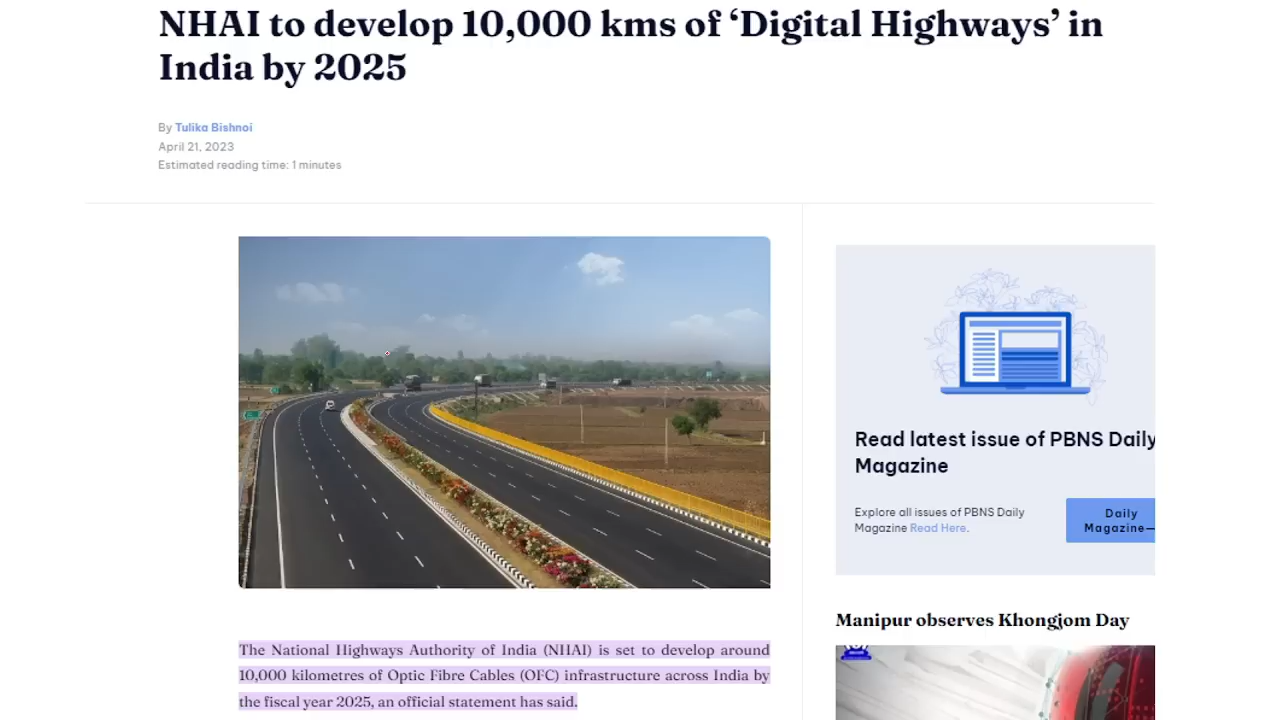 NHAI to develop 10,000 kms of ‘Digital Highways’ in
India by 2025
By Tulika Bishnoi
April 21, 2023
Estimated reading time: 1 minutes
The National Highways Authority of India (NHAI) is set to develop around
10,000 kilometres of Optic Fibre Cables (OFC) infrastructure across India by
the fiscal year 2025, an official statement has said.
Read latest issue of PBNS Daily
Magazine
Explore all issues of PBNS Daily
Magazine Read Here.
Daily
Magazine—
Manipur observes Khongjom Day